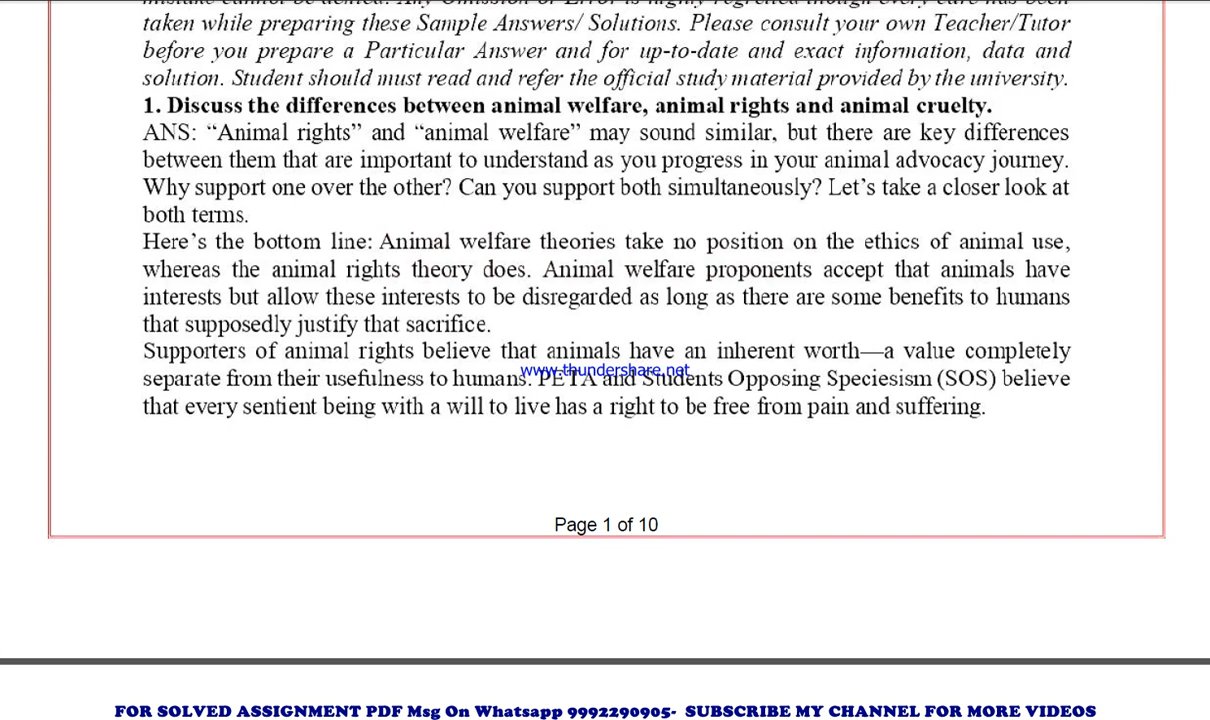 taken while preparing these Sample Answers/ Solutions. Please consult your own Teacher/Tutor
before you prepare a Particular Answer and for up-to-date and exact information, data and
solution. Student should must read and refer the official study material provided by the university.
1. Discuss the differences between animal welfare, animal rights and animal cruelty.
ANS: “Animal rights” and “animal welfare” may sound similar, but there are key differences
between them that are important to understand as you progress in your animal advocacy journey.
Why support one over the other? Can you support both simultaneously? Let’s take a closer look at
both terms.
Here’s the bottom line: Animal welfare theories take no position on the ethics of animal use,
whereas the animal rights theory does. Animal welfare proponents accept that animals have
interests but allow these interests to be disregarded as long as there are some benefits to humans
that supposedly justify that sacrifice.
Supporters of animal rights believe that animals have an inherent worth—a value completely
www.thundershare.net
separate from their usefulness to humans. PETA and Students Opposing Speciesism (SOS) believe
that every sentient being with a will to live has a right to be free from pain and suffering.
Page 1 of 10
FOR SOLVED ASSIGNMENT PDF Msg On Whatsapp 9992290905- SUBSCRIBE MY CHANNEL FOR MORE VIDEOS